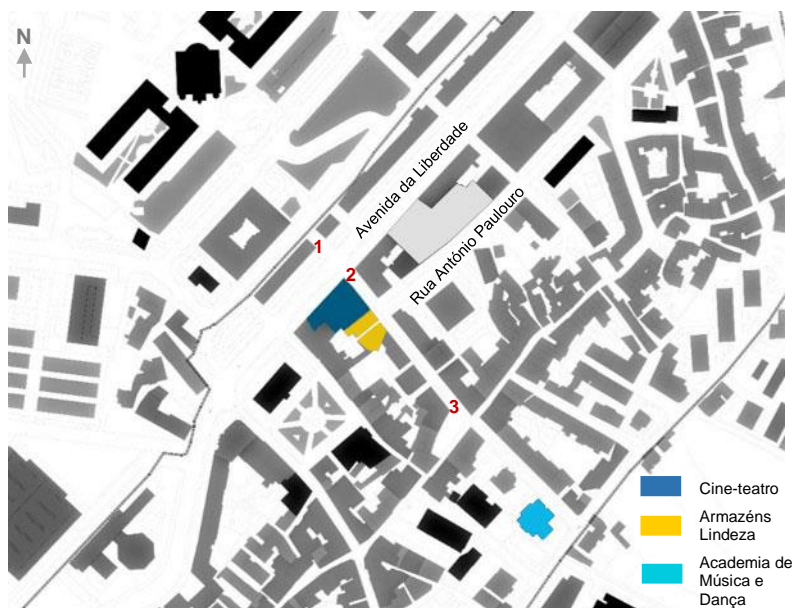 N
Avenida da Liberdade
Rua António Paulouro
1
2
3
Cine-teatro
Armazéns
Lindeza
Academia de
Música e
Dança